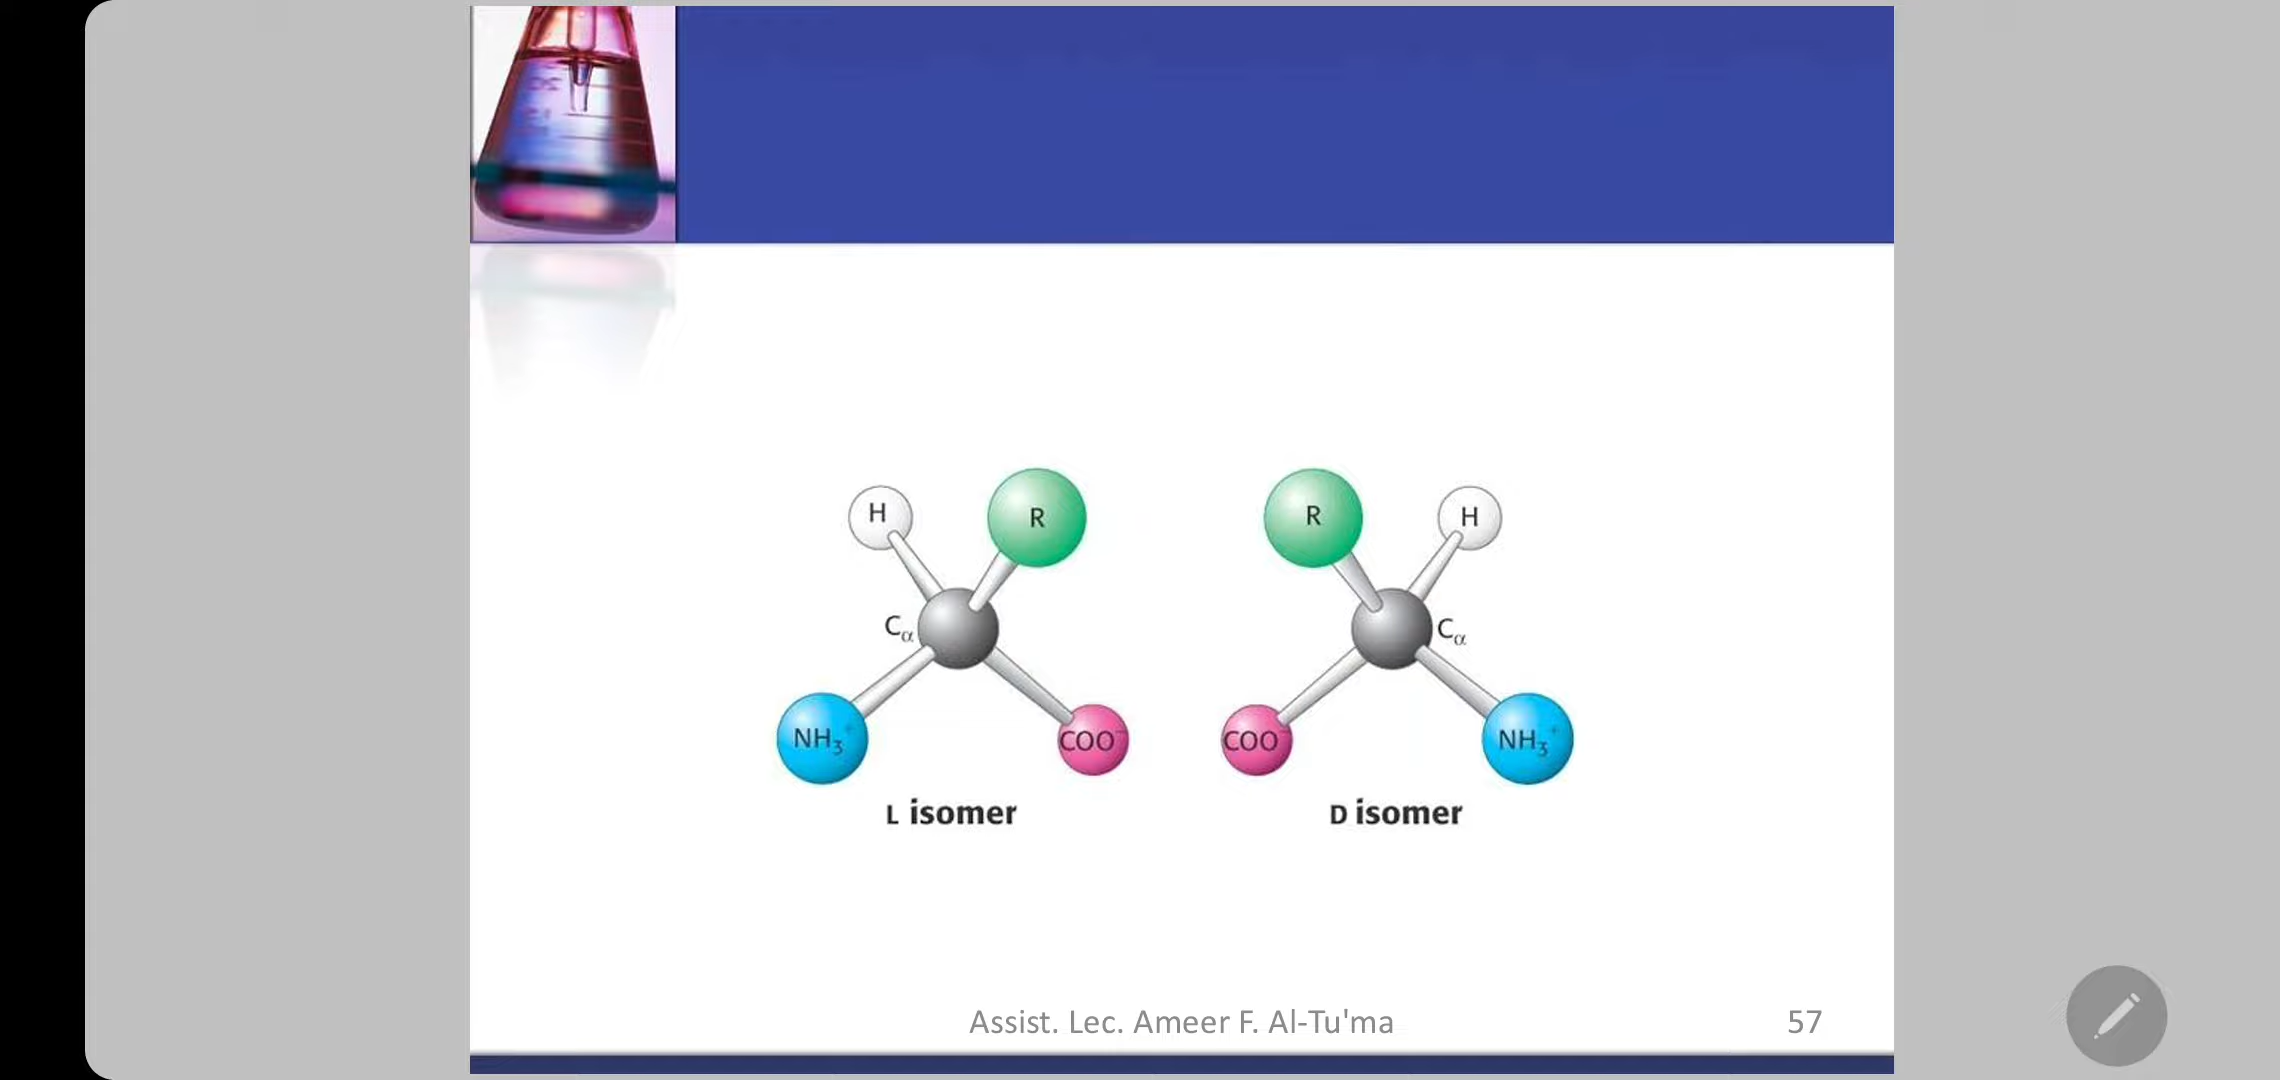 H
R
R
H
Cα
Cα
NH₃⁺
COO⁻
COO⁻
NH₃⁺
L isomer
D isomer
Assist. Lec. Ameer F. Al-Tu'ma
57